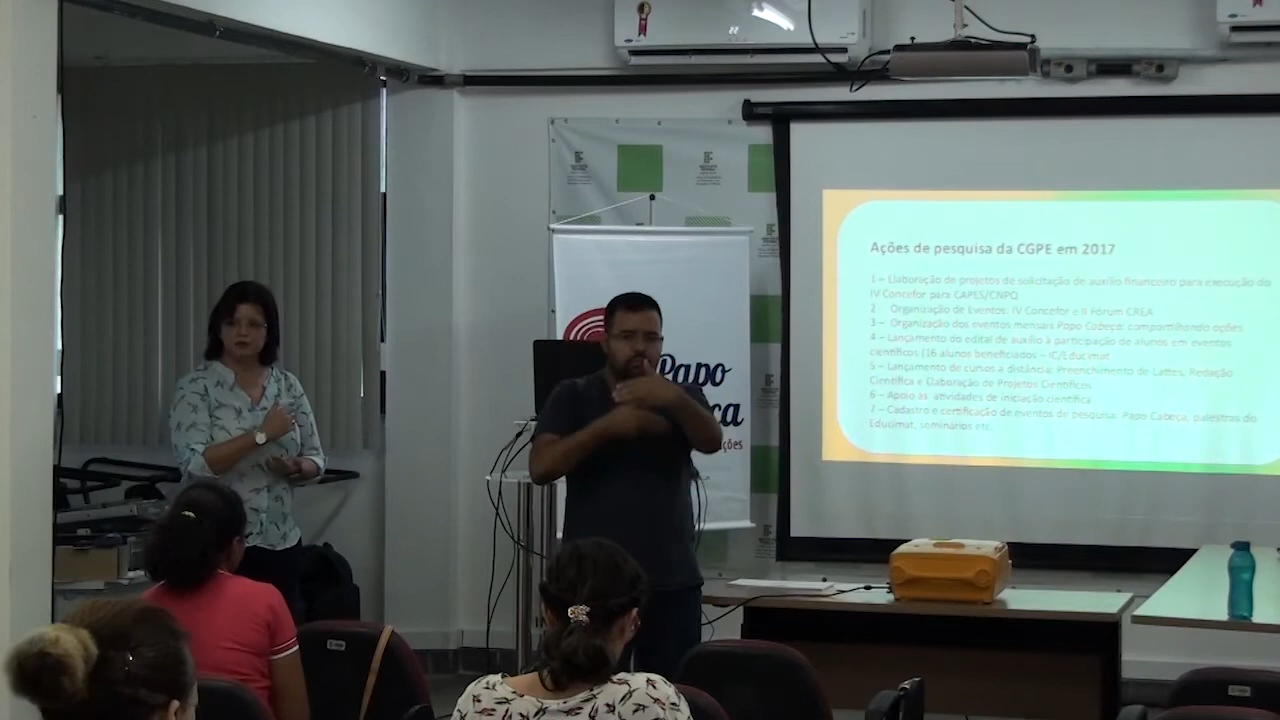 Ações de pesquisa da CGPE em 2017
1 – Elaboração de projetos de solicitação de auxílio financeiro para execução do
IV Concefor para CAPES/CNPQ
2 Organização de Eventos: IV Concefor e II Fórum CREA
3 – Organização dos eventos mensais Papo Cabeça: compartilhando ações
4 – Lançamento do edital de auxílio à participação de alunos em eventos
científicos (16 alunos beneficiados – IC/Educimat
5 – Lançamento de cursos a distância: Preenchimento de Lattes, Redação
Científica e Elaboração de Projetos Científicos
6 – Apoio as atividades de iniciação científica
7 – Cadastro e certificação de eventos de pesquisa: Papo Cabeça, palestras do
Educimat, seminários etc.
Papo
ça
ções